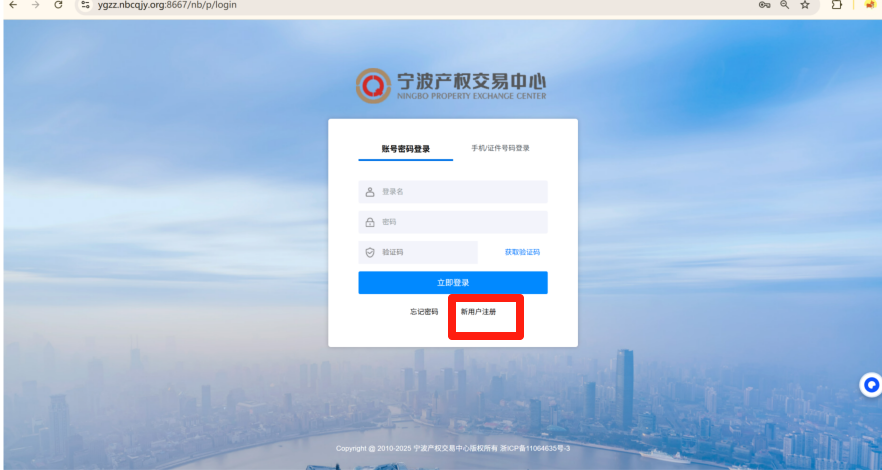 ygzz.nbcqjy.org:8667/nb/p/login
宁波产权交易中心
NINGBO PROPERTY EXCHANGE CENTER
账号密码登录 手机/证件号码登录
登录名
密码
验证码 获取验证码
立即登录
忘记密码 新用户注册
Copyright @ 2010-2025 宁波产权交易中心版权所有 浙ICP备11064635号-3